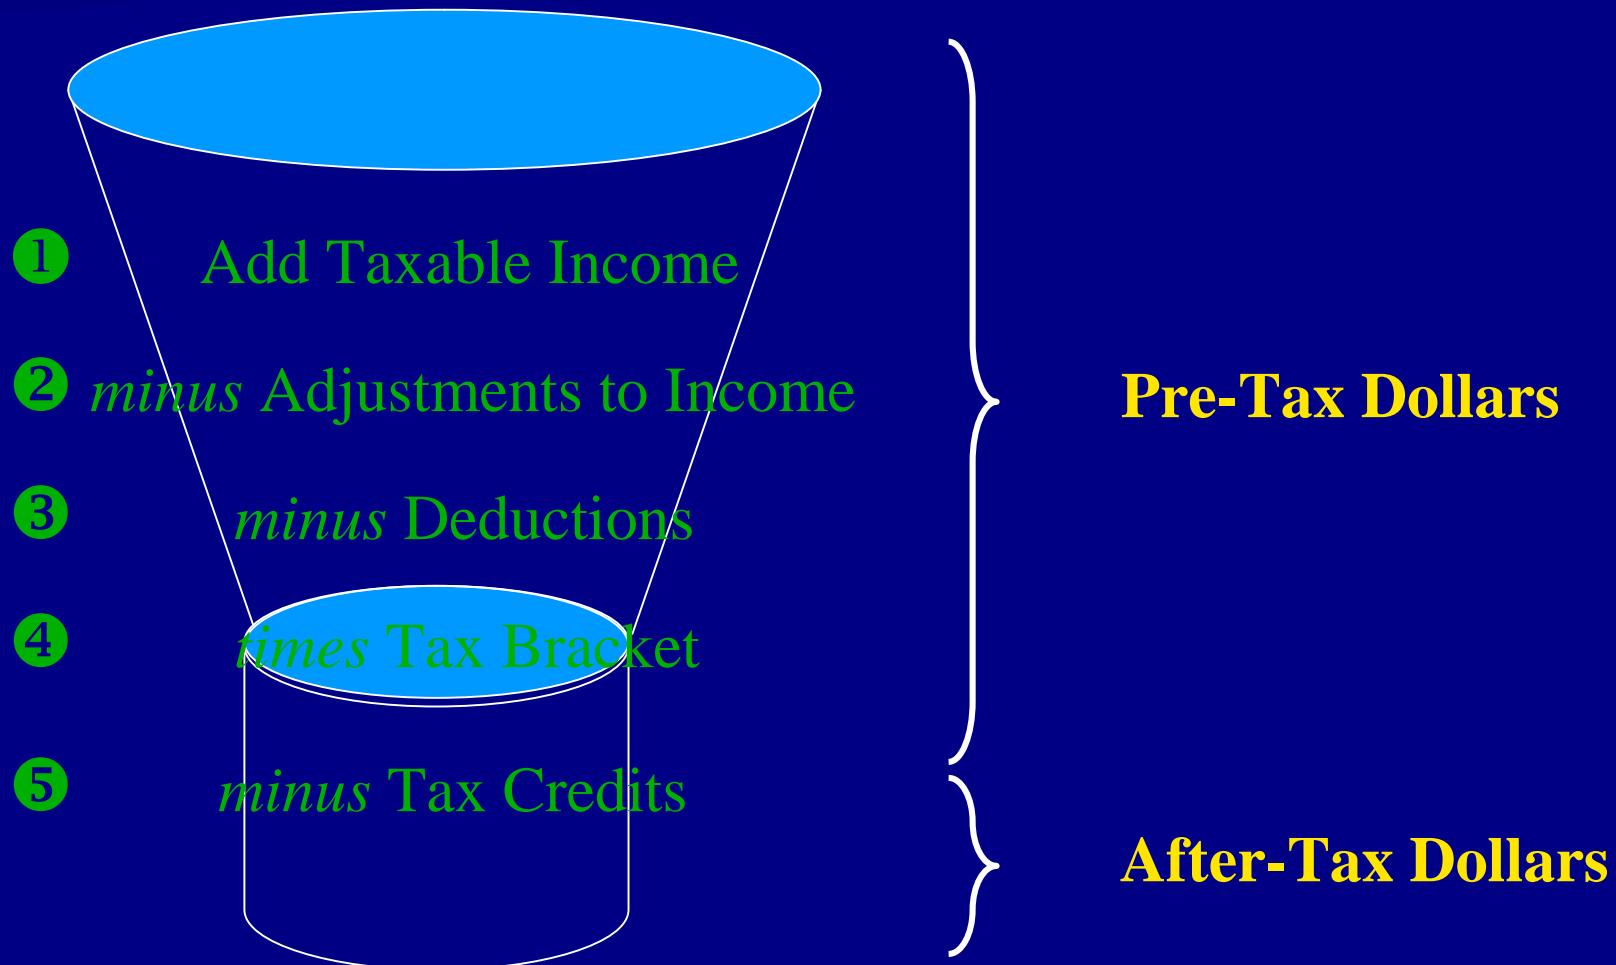 ❶ Add Taxable Income
❷ minus Adjustments to Income
Pre-Tax Dollars
❸ minus Deductions
❹ times Tax Bracket
❺ minus Tax Credits
After-Tax Dollars